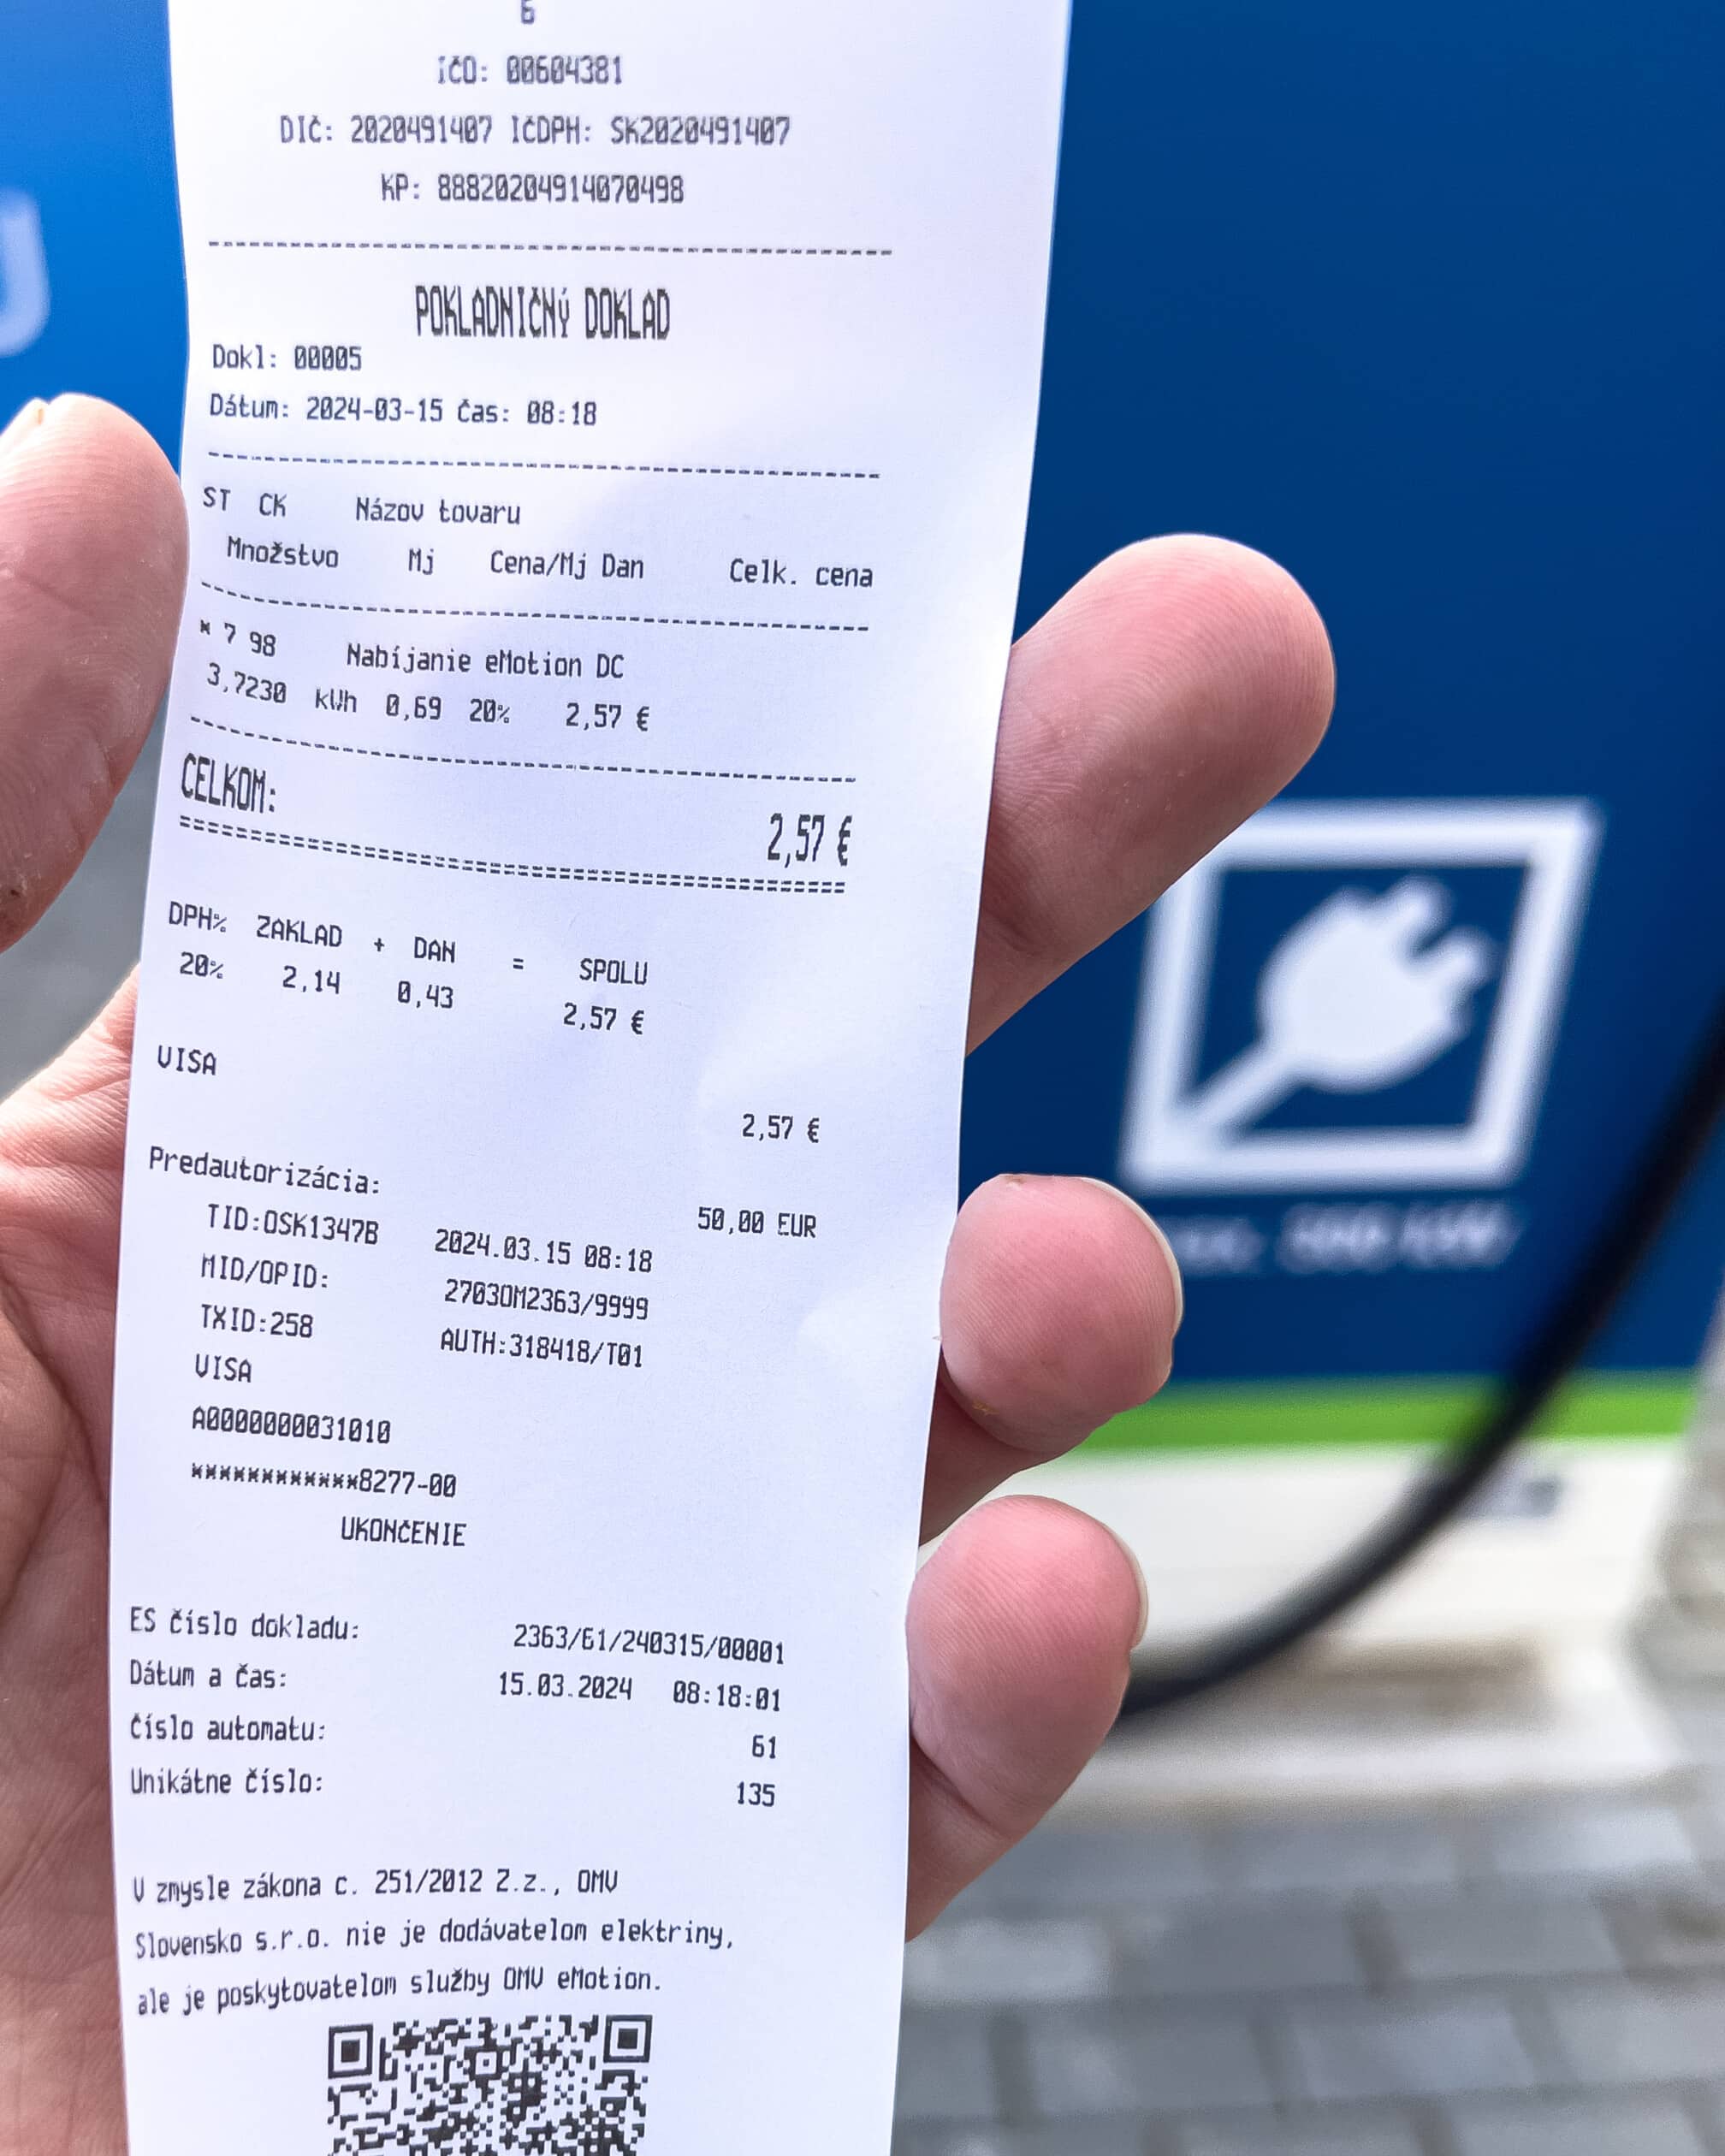 6
IČO: 00604381
DIČ: 2020491407 IČDPH: SK2020491407
KP: 88820204914070498
POKLADNIČNÝ DOKLAD
Dokl: 00005
Dátum: 2024-03-15 čas: 08:18
ST CK Názov tovaru
Množstvo Mj Cena/Mj Dan Celk. cena
* 7 98 Nabíjanie eMotion DC
3,7230 kWh 0,69 20% 2,57 €
CELKOM: 2,57 €
DPH% ZAKLAD + DAN = SPOLU
20% 2,14 0,43 2,57 €
VISA
2,57 €
Predautorizácia: 50,00 EUR
TID:OSK1347B 2024.03.15 08:18
MID/OPID: 2703OM2363/9999
TXID:258 AUTH:318418/T01
VISA
A0000000031010
************8277-00
UKONČENIE
ES číslo dokladu: 2363/61/240315/00001
Dátum a čas: 15.03.2024 08:18:01
Číslo automatu: 61
Unikátne číslo: 135
V zmysle zákona c. 251/2012 Z.z., OMV
Slovensko s.r.o. nie je dodávatelom elektriny,
ale je poskytovatelom služby OMV eMotion.